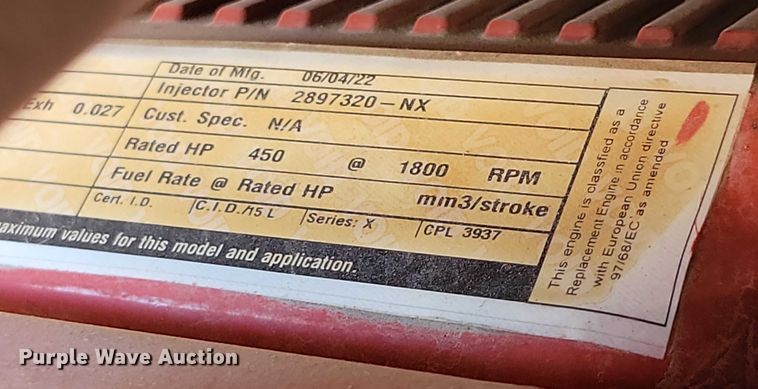 Date of Mfg. 06/04/22
Injector P/N 2897320-NX
Exh 0.027 Cust. Spec. N/A
Rated HP 450 @ 1800 RPM
Fuel Rate @ Rated HP mm3/stroke
Cert. I.D. C.I.D./15 L Series: X CPL 3937
maximum values for this model and application.
This engine is classfied as a
Replacement Engine in accordance
with European Union directive
97/68/EC as amended
Purple Wave Auction